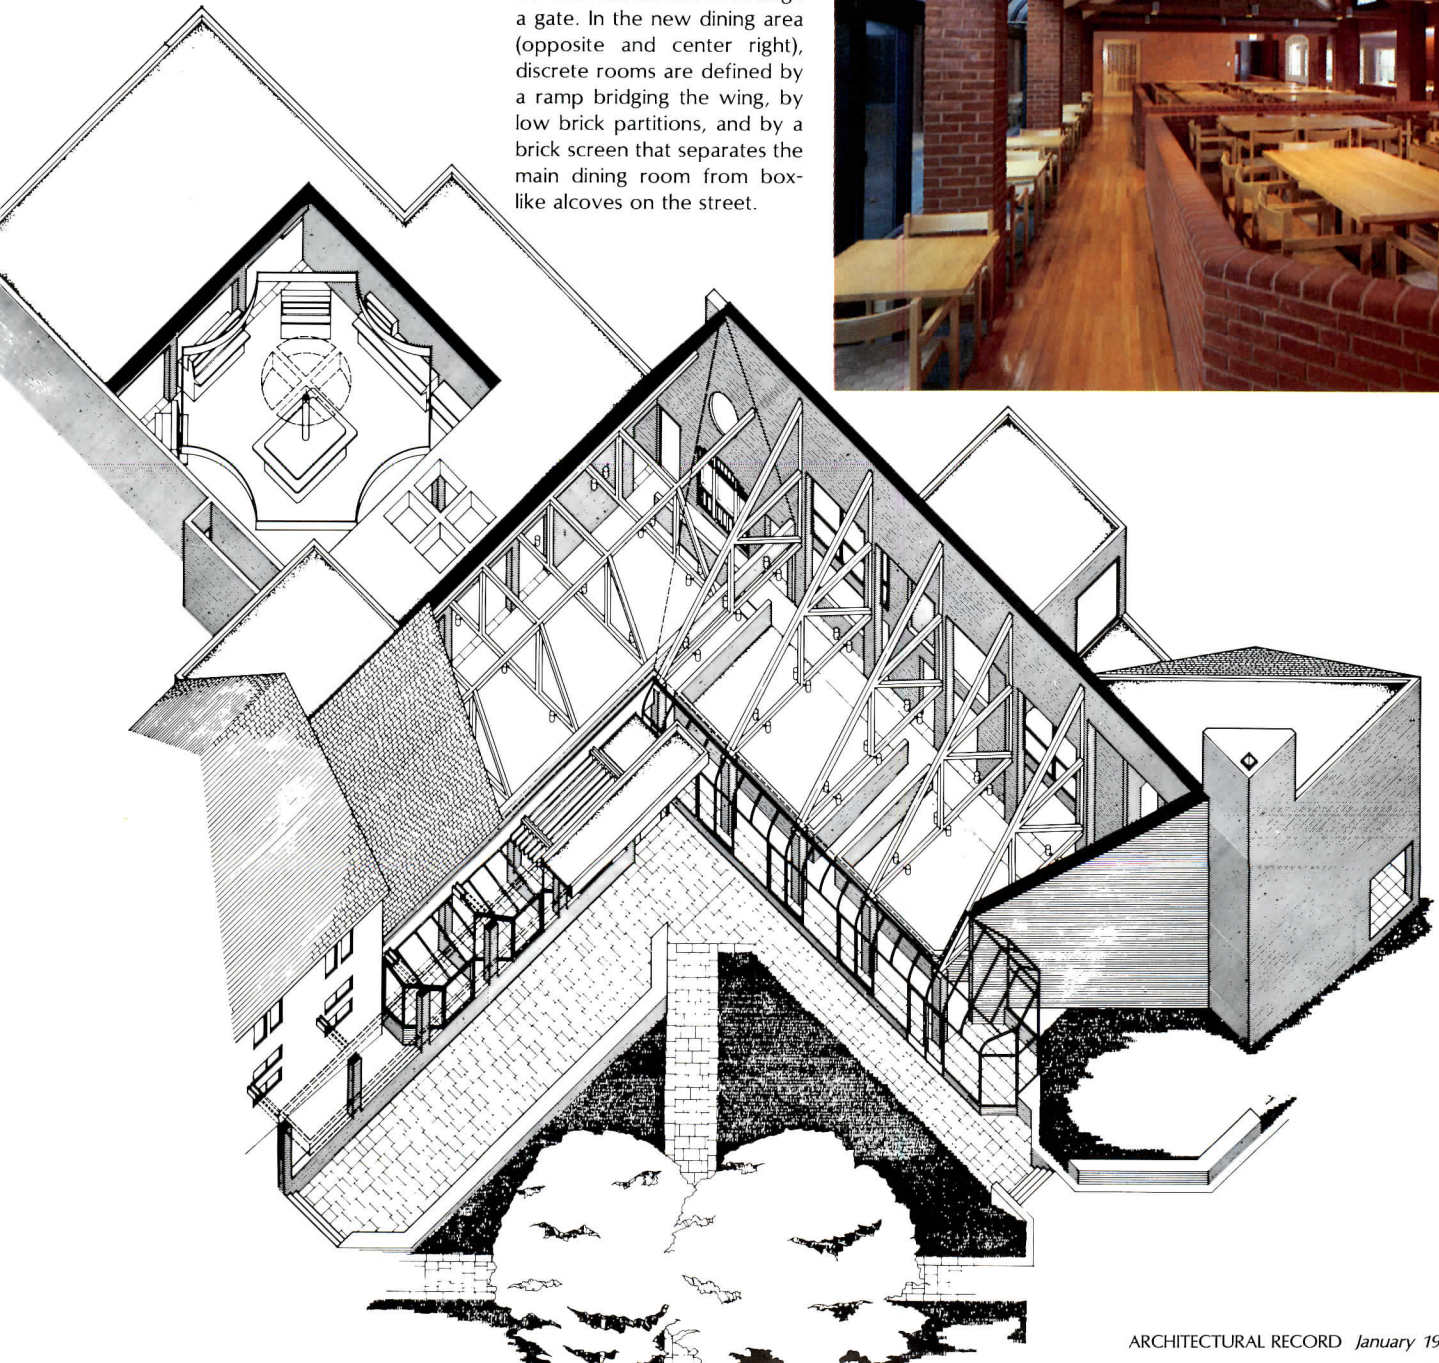 a gate. In the new dining area
(opposite and center right),
discrete rooms are defined by
a ramp bridging the wing, by
low brick partitions, and by a
brick screen that separates the
main dining room from box-
like alcoves on the street.
ARCHITECTURAL RECORD January 19